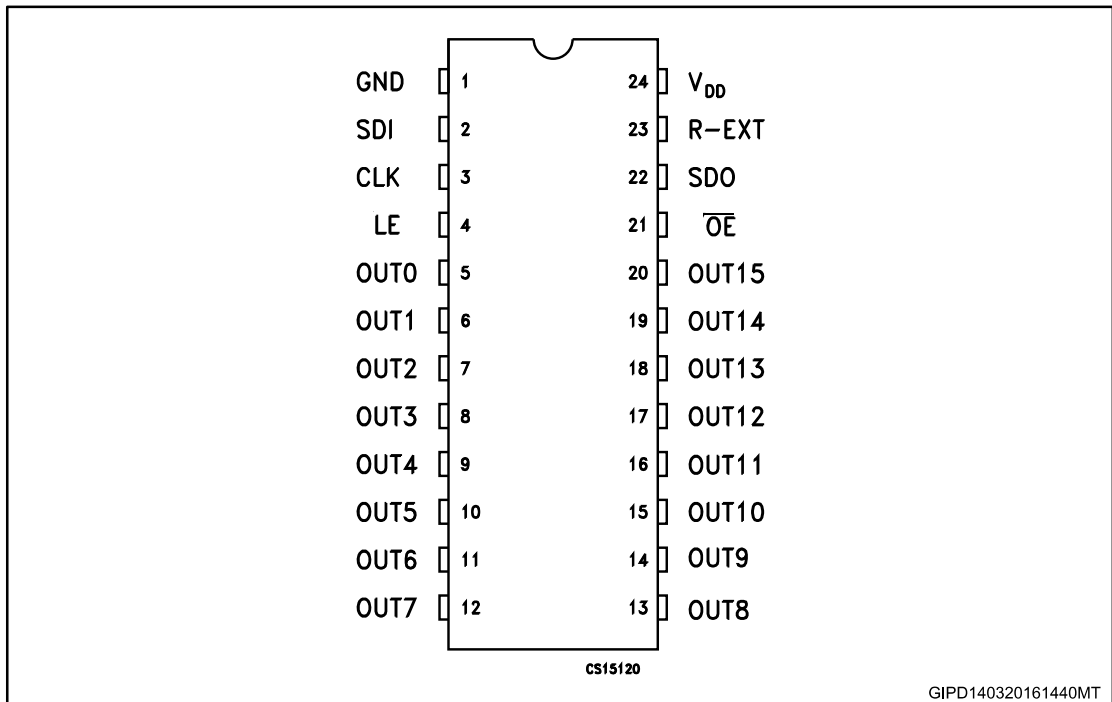 GND 1 24 VDD
SDI 2 23 R-EXT
CLK 3 22 SDO
LE 4 21 O̅E̅
OUT0 5 20 OUT15
OUT1 6 19 OUT14
OUT2 7 18 OUT13
OUT3 8 17 OUT12
OUT4 9 16 OUT11
OUT5 10 15 OUT10
OUT6 11 14 OUT9
OUT7 12 13 OUT8
CS15120
GIPD140320161440MT